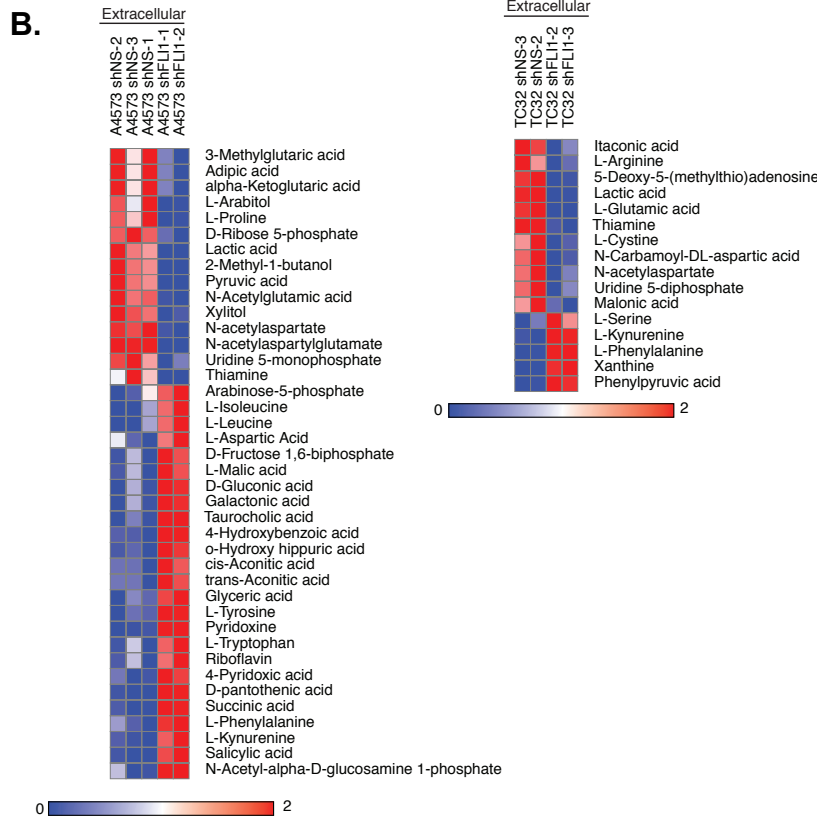 B.
Extracellular
A4573 shNS-2
A4573 shNS-3
A4573 shNS-1
A4573 shFLI1-1
A4573 shFLI1-2
3-Methylglutaric acid
Adipic acid
alpha-Ketoglutaric acid
L-Arabitol
L-Proline
D-Ribose 5-phosphate
Lactic acid
2-Methyl-1-butanol
Pyruvic acid
N-Acetylglutamic acid
Xylitol
N-acetylaspartate
N-acetylaspartylglutamate
Uridine 5-monophosphate
Thiamine
Arabinose-5-phosphate
L-Isoleucine
L-Leucine
L-Aspartic Acid
D-Fructose 1,6-biphosphate
L-Malic acid
D-Gluconic acid
Galactonic acid
Taurocholic acid
4-Hydroxybenzoic acid
o-Hydroxy hippuric acid
cis-Aconitic acid
trans-Aconitic acid
Glyceric acid
L-Tyrosine
Pyridoxine
L-Tryptophan
Riboflavin
4-Pyridoxic acid
D-pantothenic acid
Succinic acid
L-Phenylalanine
L-Kynurenine
Salicylic acid
N-Acetyl-alpha-D-glucosamine 1-phosphate
0 2
Extracellular
TC32 shNS-3
TC32 shNS-2
TC32 shFLI1-2
TC32 shFLI1-3
Itaconic acid
L-Arginine
5-Deoxy-5-(methylthio)adenosine
Lactic acid
L-Glutamic acid
Thiamine
L-Cystine
N-Carbamoyl-DL-aspartic acid
N-acetylaspartate
Uridine 5-diphosphate
Malonic acid
L-Serine
L-Kynurenine
L-Phenylalanine
Xanthine
Phenylpyruvic acid
0 2